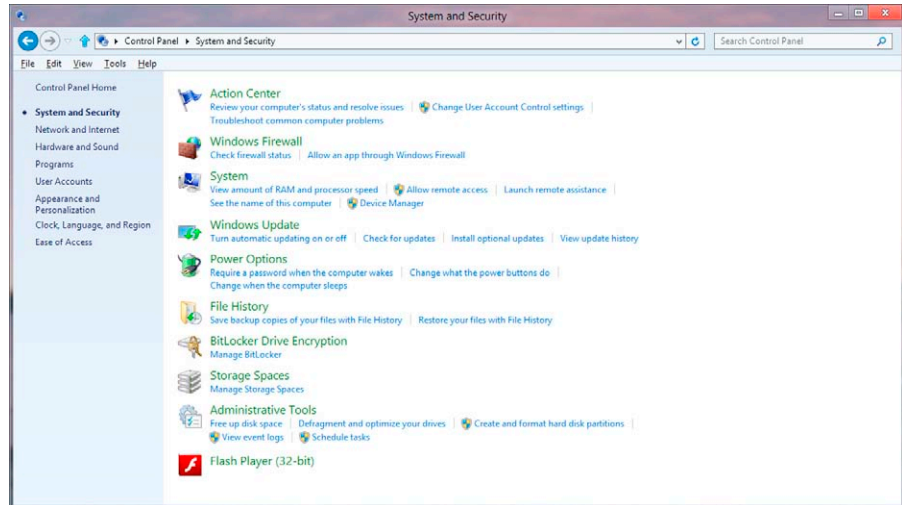 System and Security
Control Panel ▸ System and Security
Search Control Panel
File Edit View Tools Help
Control Panel Home
System and Security
Network and Internet
Hardware and Sound
Programs
User Accounts
Appearance and
Personalization
Clock, Language, and Region
Ease of Access
Action Center
Review your computer's status and resolve issues | Change User Account Control settings |
Troubleshoot common computer problems
Windows Firewall
Check firewall status | Allow an app through Windows Firewall
System
View amount of RAM and processor speed | Allow remote access | Launch remote assistance |
See the name of this computer | Device Manager
Windows Update
Turn automatic updating on or off | Check for updates | Install optional updates | View update history
Power Options
Require a password when the computer wakes | Change what the power buttons do |
Change when the computer sleeps
File History
Save backup copies of your files with File History | Restore your files with File History
BitLocker Drive Encryption
Manage BitLocker
Storage Spaces
Manage Storage Spaces
Administrative Tools
Free up disk space | Defragment and optimize your drives | Create and format hard disk partitions |
View event logs | Schedule tasks
Flash Player (32-bit)